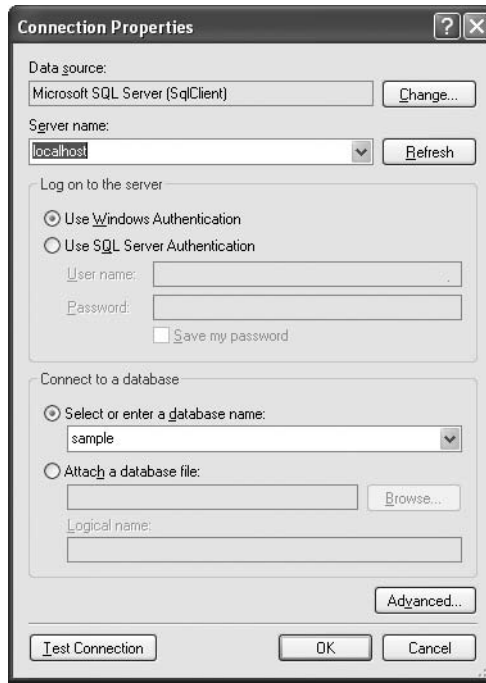 Connection Properties
Data source:
Microsoft SQL Server (SqlClient)
Change...
Server name:
localhost
Refresh
Log on to the server
Use Windows Authentication
Use SQL Server Authentication
User name:
Password:
Save my password
Connect to a database
Select or enter a database name:
sample
Attach a database file:
Browse...
Logical name:
Advanced...
Test Connection
OK
Cancel